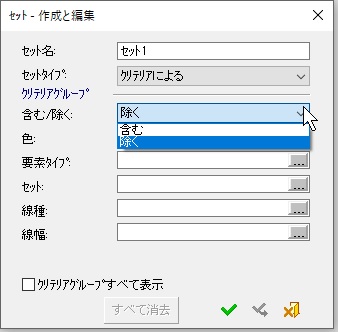 ｾｯﾄ - 作成と編集
ｾｯﾄ名: ｾｯﾄ1
ｾｯﾄﾀｲﾌﾟ: ｸﾘﾃﾘｱによる
ｸﾘﾃﾘｱｸﾞﾙｰﾌﾟ
含む/除く: 除く
含む
色: 除く
要素ﾀｲﾌﾟ: ...
ｾｯﾄ: ...
線種: ...
線幅: ...
ｸﾘﾃﾘｱｸﾞﾙｰﾌﾟすべて表示
すべて消去